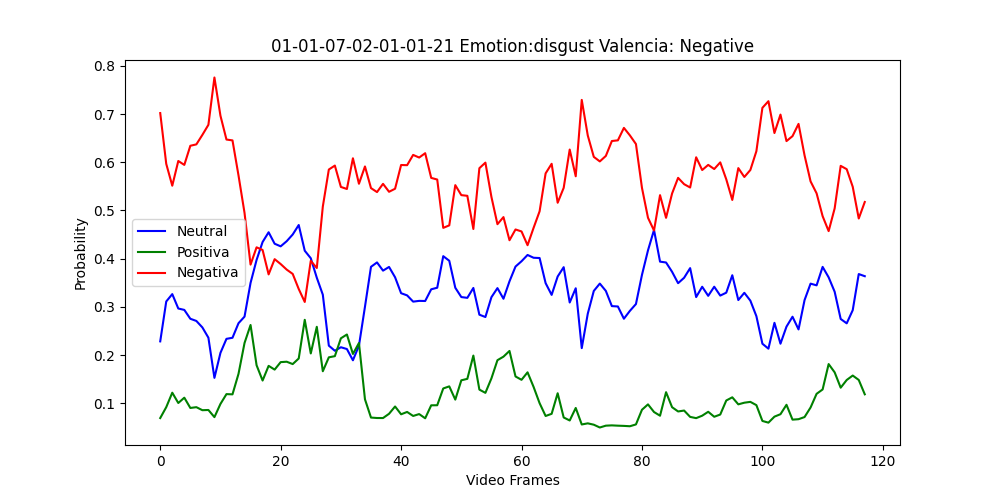 01-01-07-02-01-01-21 Emotion:disgust Valencia: Negative
0.8
0.7
0.6
0.5
0.4
0.3
0.2
0.1
Probability
Neutral
Positiva
Negativa
0 20 40 60 80 100 120
Video Frames